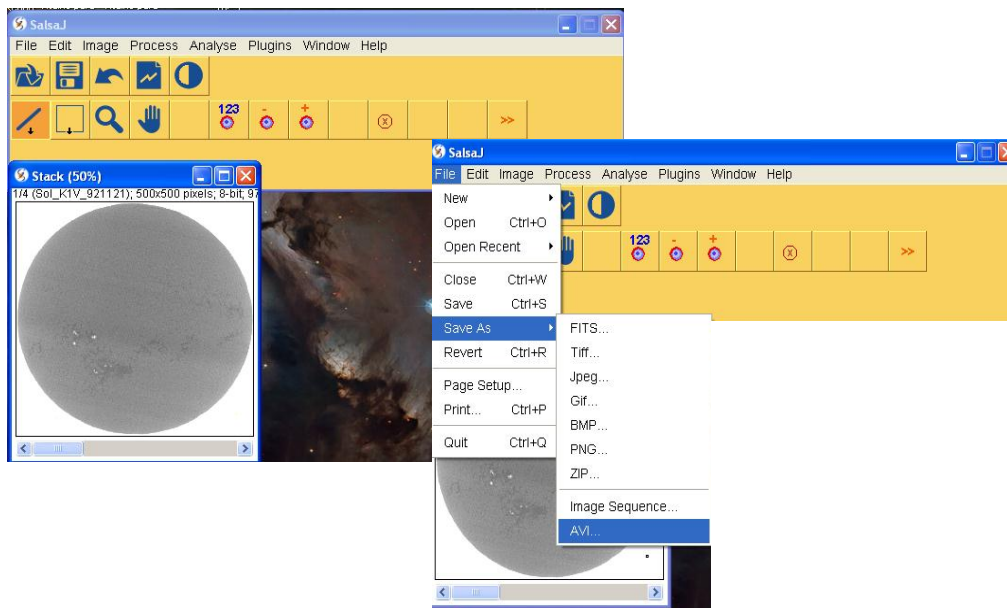 SalsaJ
File Edit Image Process Analyse Plugins Window Help
123
- +
x
>>
Stack (50%)
1/4 (Sol_K1V_921121); 500x500 pixels; 8-bit; 97
SalsaJ
File Edit Image Process Analyse Plugins Window Help
New
Open Ctrl+O
Open Recent
Close Ctrl+W
Save Ctrl+S
Save As
Revert Ctrl+R
Page Setup...
Print... Ctrl+P
Quit Ctrl+Q
123
- +
x
>>
FITS...
Tiff...
Jpeg...
Gif...
BMP...
PNG...
ZIP...
Image Sequence...
AVI...